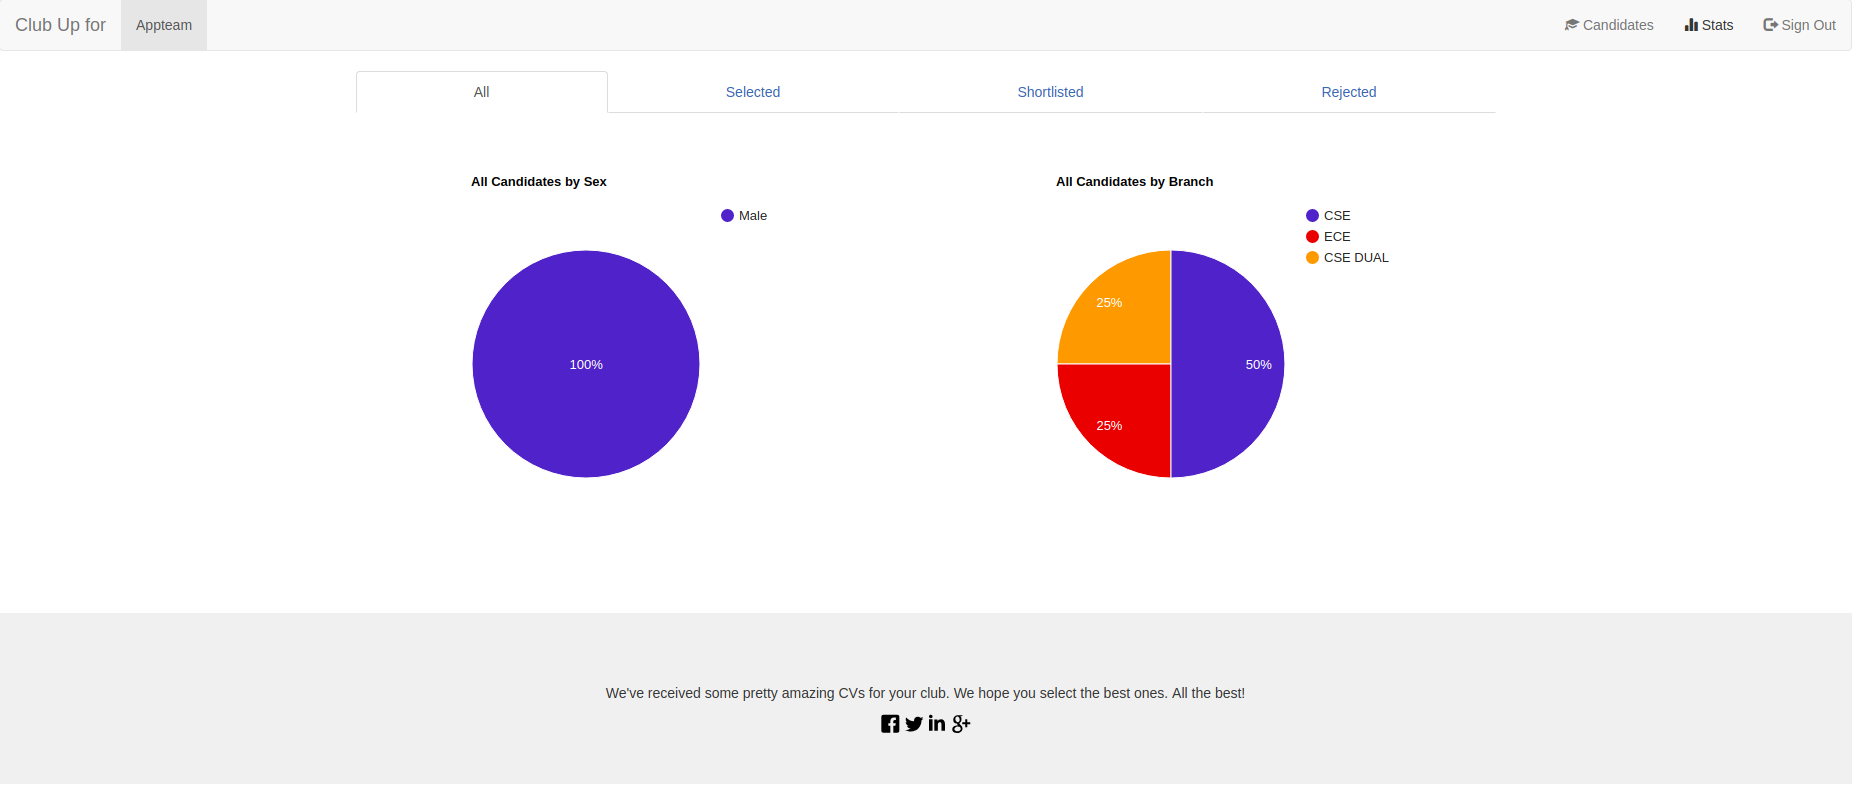 Club Up for Appteam Candidates Stats Sign Out
All Selected Shortlisted Rejected
All Candidates by Sex
Male
100%
All Candidates by Branch
CSE
ECE
CSE DUAL
25%
50%
25%
We've received some pretty amazing CVs for your club. We hope you select the best ones. All the best!